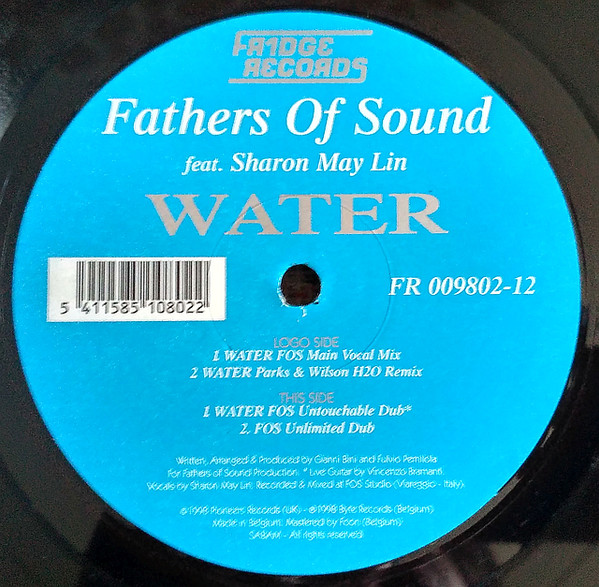 FRIDGE
RECORDS
Fathers Of Sound
feat. Sharon May Lin
WATER
5 411585 108022
FR 009802-12
LOGO SIDE
1. WATER FOS Main Vocal Mix
2 WATER Parks & Wilson H2O Remix
THIS SIDE
1 WATER FOS Untouchable Dub*
2. FOS Unlimited Dub
Written, Arranged & Produced by Gianni Bini and Fulvio Perniola
For Fathers of Sound Production. * Live Guitar by Vincenzo Bramanti.
Vocals by Sharon May Lin. Recorded & Mixed at FOS Studio (Viareggio - Italy).
©1998 Pioneers Records (UK) - ℗1998 Byte Records (Belgium)
Made in Belgium. Mastered by Foon (Belgium).
SABAM - All rights reserved